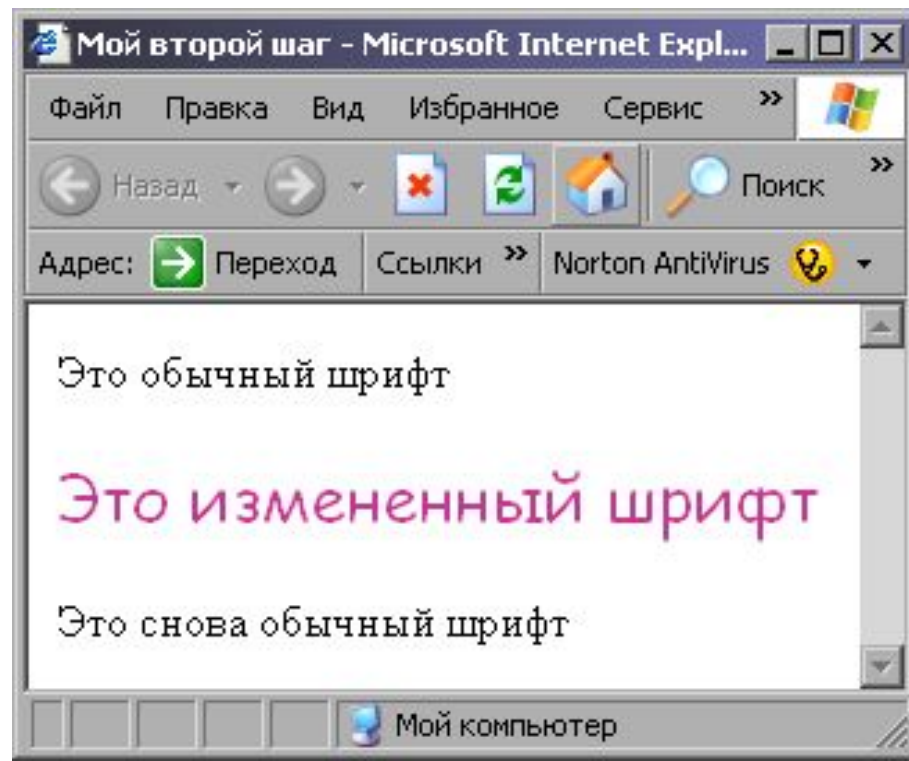 Мой второй шаг - Microsoft Internet Expl...
Файл Правка Вид Избранное Сервис »
Назад Поиск »
Адрес: Переход Ссылки » Norton AntiVirus
Это обычный шрифт
Это измененный шрифт
Это снова обычный шрифт
Мой компьютер